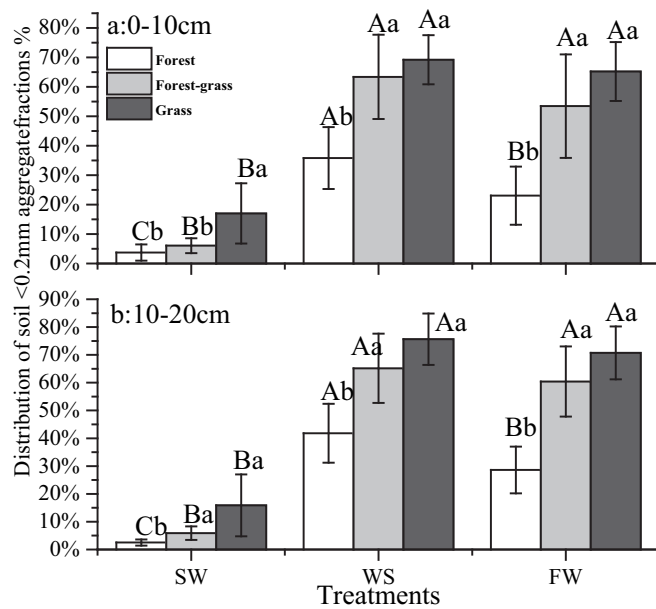 Distribution of soil <0.2mm aggregatefractions %
a:0-10cm
Forest
Forest-grass
Grass
80%
70%
60%
50%
40%
30%
20%
10%
0%
Cb Bb Ba
Ab Aa Aa
Bb Aa Aa
b:10-20cm
90%
80%
70%
60%
50%
40%
30%
20%
10%
0%
Cb Ba Ba
Ab Aa Aa
Bb Aa Aa
SW WS FW
Treatments